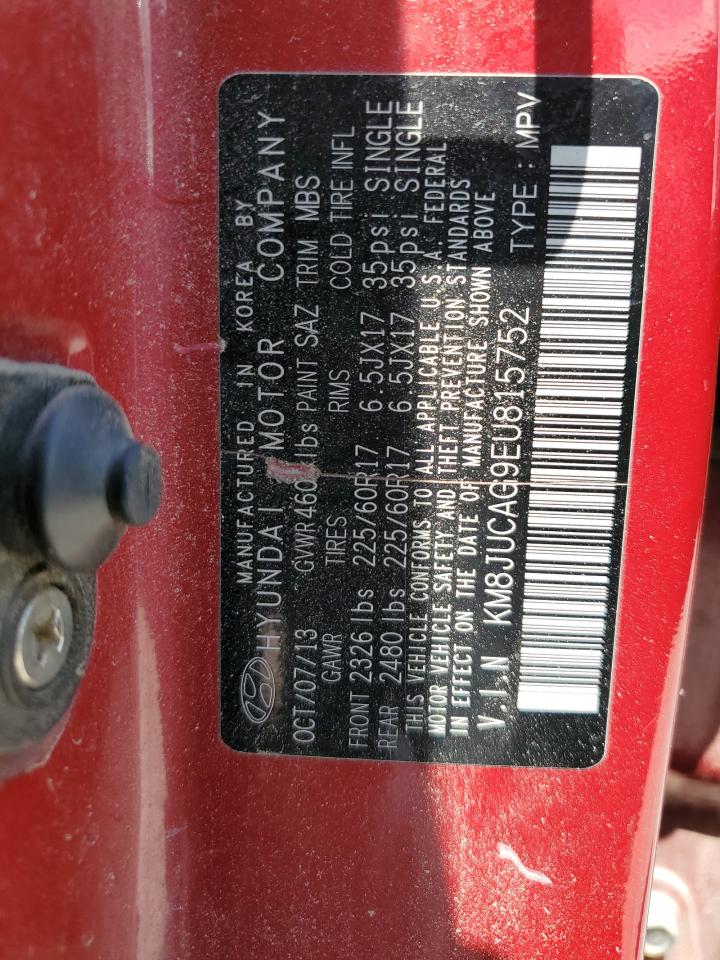 MANUFACTURED IN KOREA BY
HYUNDAI MOTOR COMPANY
OCT/07/13 GVWR lbs PAINT SAZ TRIM MBS
GAWR TIRES RIMS COLD TIRE INFL
FRONT 2326 lbs 225/60R17 6.5JX17 35psi SINGLE
REAR 2480 lbs 225/60R17 6.5JX17 35psi SINGLE
THIS VEHICLE CONFORMS TO ALL APPLICABLE U.S.A. FEDERAL
MOTOR VEHICLE SAFETY AND THEFT PREVENTION STANDARDS
IN EFFECT ON THE DATE OF MANUFACTURE SHOWN ABOVE
V.I.N KM8JUCAG9EU815752 TYPE : MPV